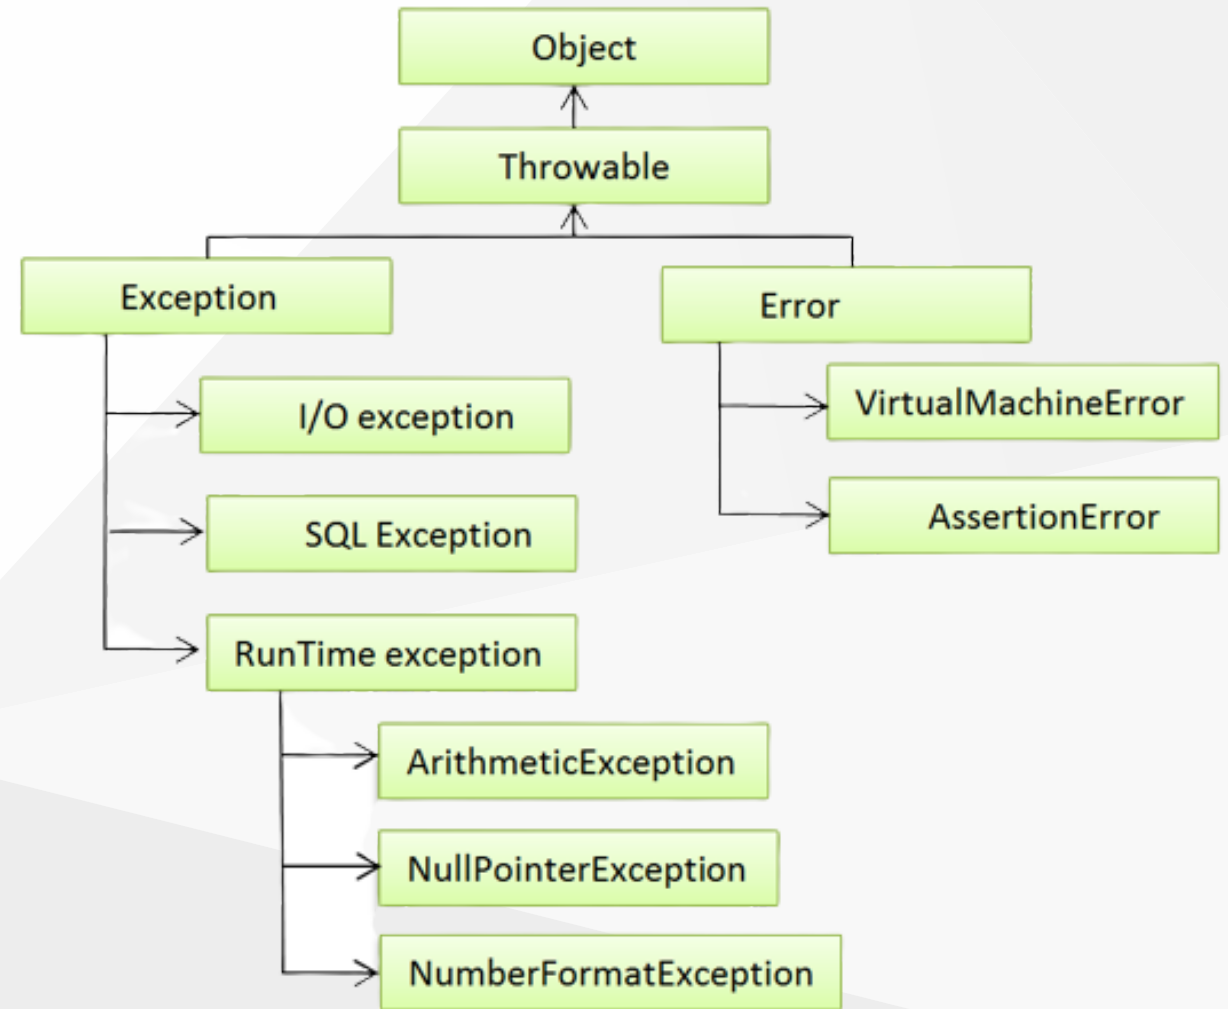 Object
Throwable
Exception
Error
I/O exception
VirtualMachineError
SQL Exception
AssertionError
RunTime exception
ArithmeticException
NullPointerException
NumberFormatException